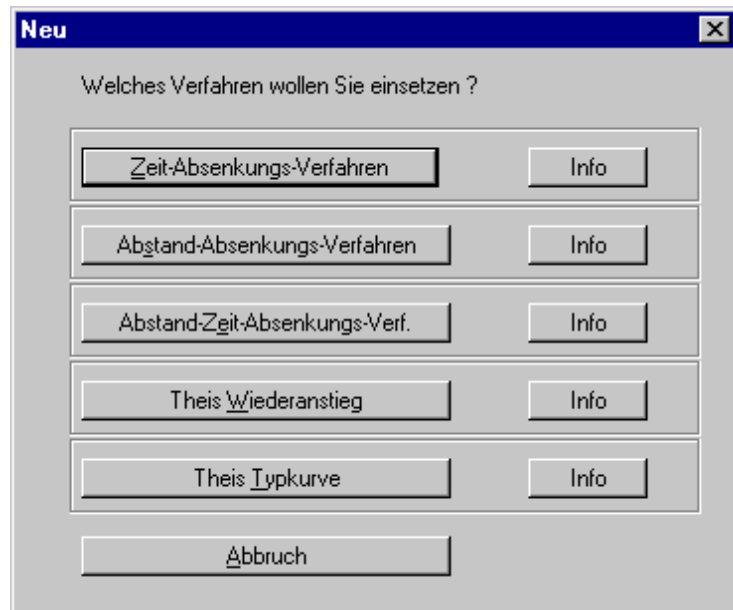 Neu
Welches Verfahren wollen Sie einsetzen ?
Zeit-Absenkungs-Verfahren Info
Abstand-Absenkungs-Verfahren Info
Abstand-Zeit-Absenkungs-Verf. Info
Theis Wiederanstieg Info
Theis Typkurve Info
Abbruch